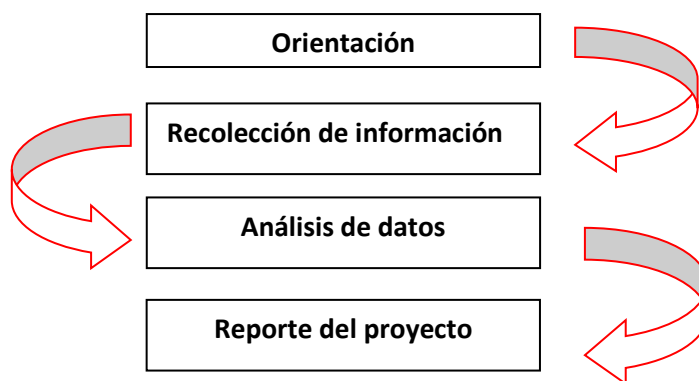 Orientación
Recolección de información
Análisis de datos
Reporte del proyecto